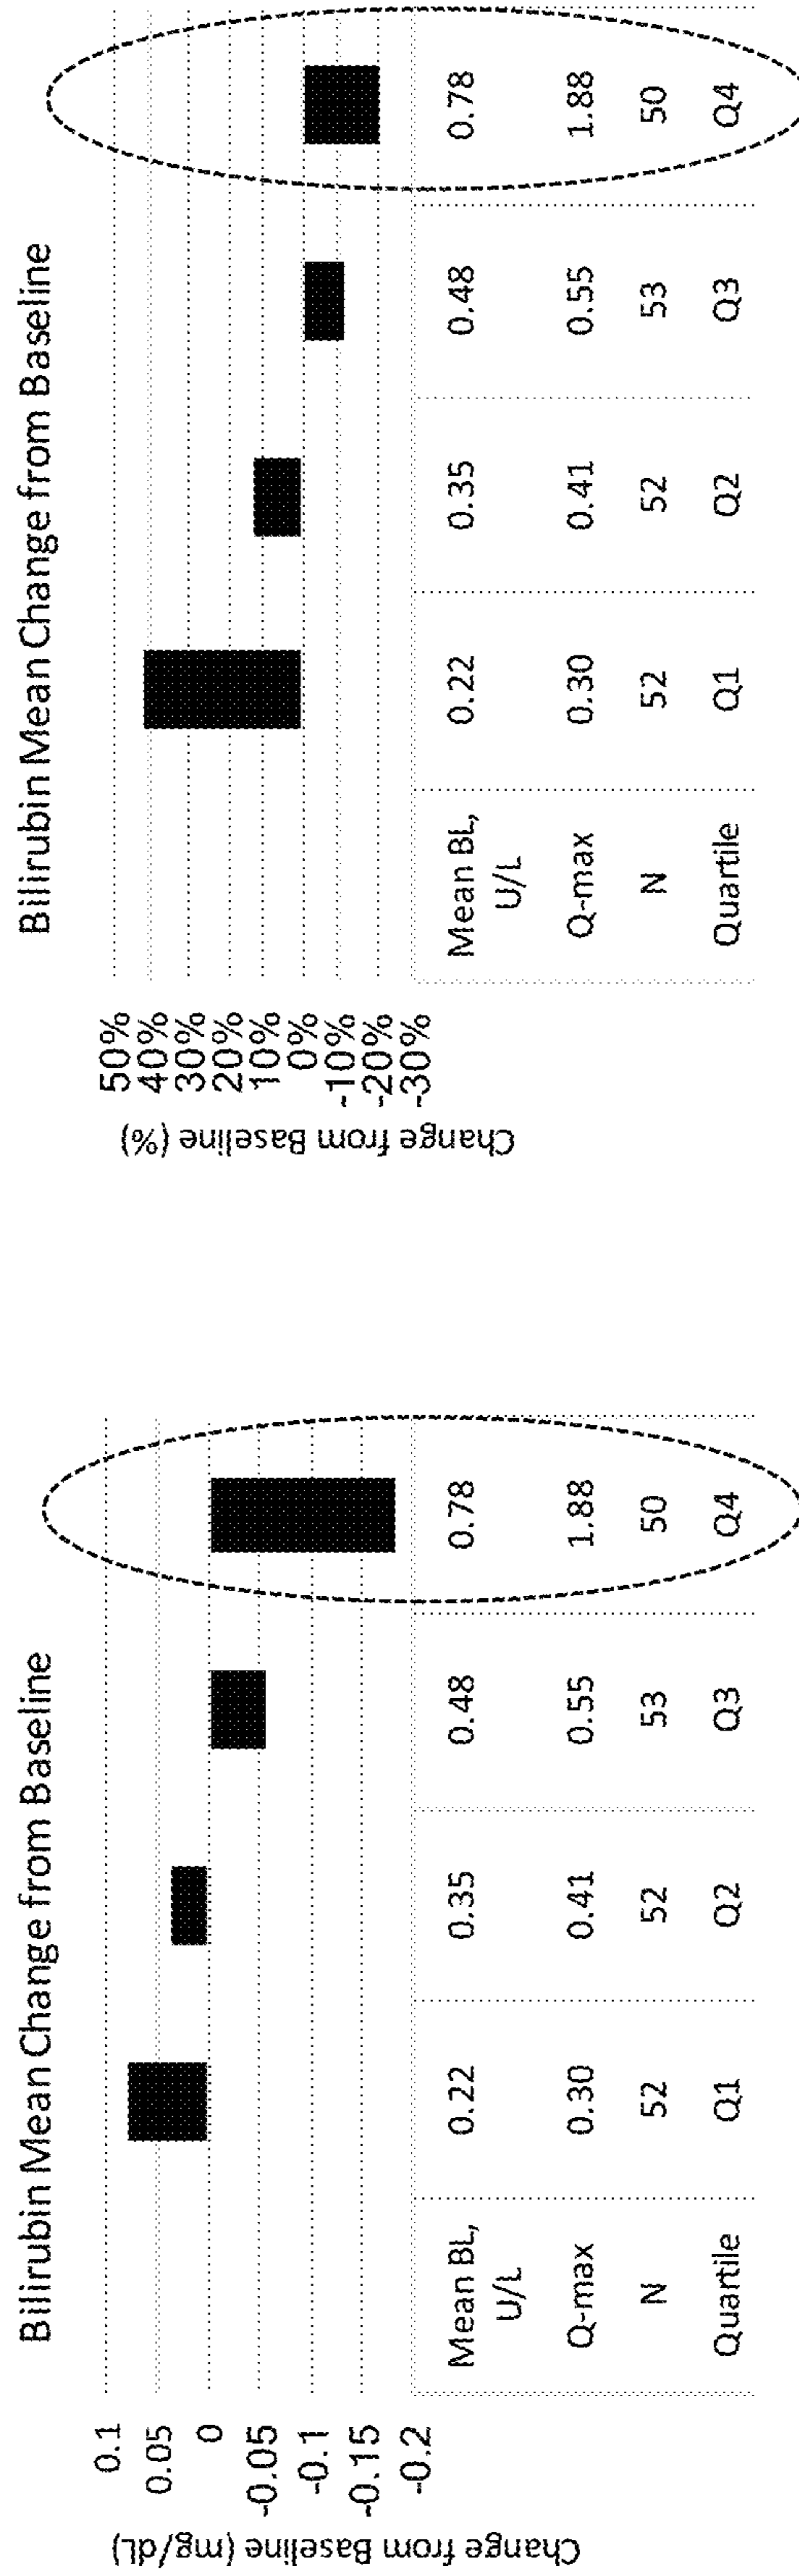 Bilirubin Mean Change from Baseline
Change from Baseline (mg/dL)
0.1
0.05
0
-0.05
-0.1
-0.15
-0.2
Mean BL, 0.22 0.35 0.48 0.78
U/L
Q-max 0.30 0.41 0.55 1.88
N 52 52 53 50
Quartile Q1 Q2 Q3 Q4
Bilirubin Mean Change from Baseline
Change from Baseline (%)
50%
40%
30%
20%
10%
0%
-10%
-20%
-30%
Mean BL, 0.22 0.35 0.48 0.78
U/L
Q-max 0.30 0.41 0.55 1.88
N 52 52 53 50
Quartile Q1 Q2 Q3 Q4